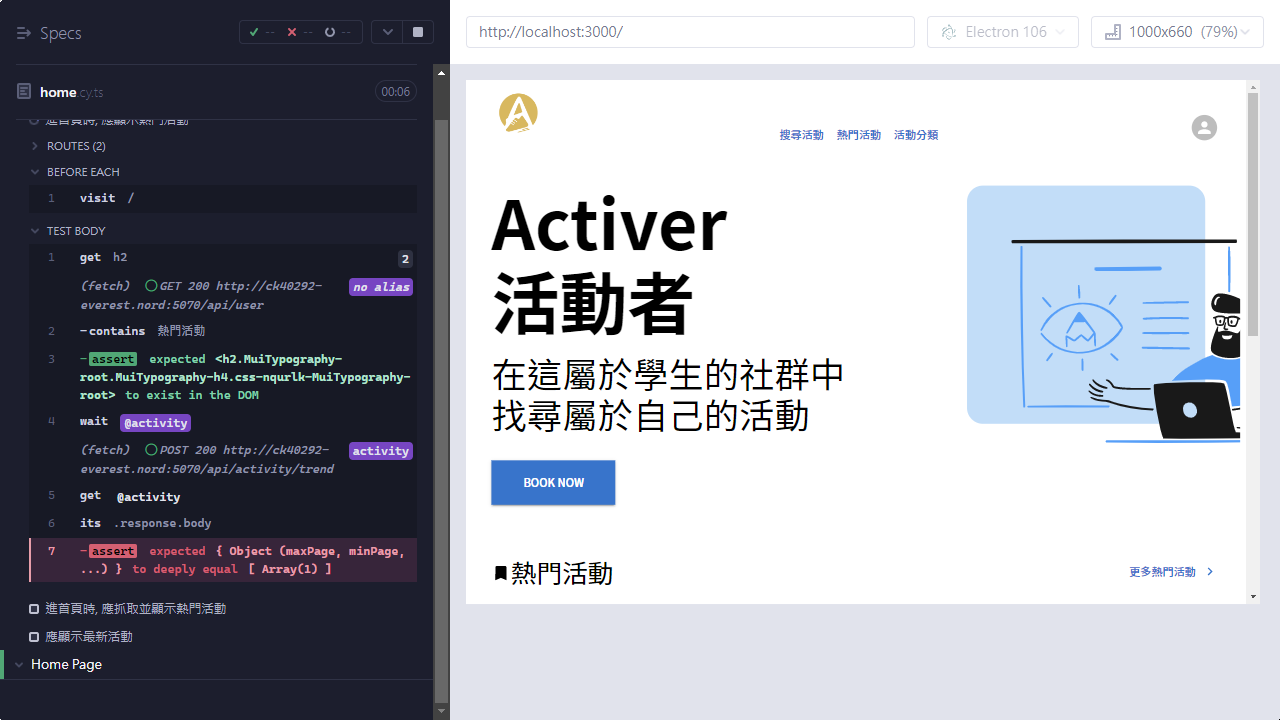 Specs
-- -- --
http://localhost:3000/
Electron 106
1000x660 (79%)
home.cy.ts
00:06
進首頁時, 應顯示熱門活動
ROUTES (2)
BEFORE EACH
1 visit /
TEST BODY
1 get h2 2
(fetch) GET 200 http://ck40292-
everest.nord:5070/api/user
no alias
2 -contains 熱門活動
3 -assert expected <h2.MuiTypography-
root.MuiTypography-h4.css-nqurlk-MuiTypography-
root> to exist in the DOM
4 wait @activity
(fetch) POST 200 http://ck40292-
everest.nord:5070/api/activity/trend
activity
5 get @activity
6 its .response.body
7 -assert expected { Object (maxPage, minPage,
...) } to deeply equal [ Array(1) ]
進首頁時, 應抓取並顯示熱門活動
應顯示最新活動
Home Page
搜尋活動 熱門活動 活動分類
Activer
活動者
在這屬於學生的社群中
找尋屬於自己的活動
BOOK NOW
熱門活動
更多熱門活動